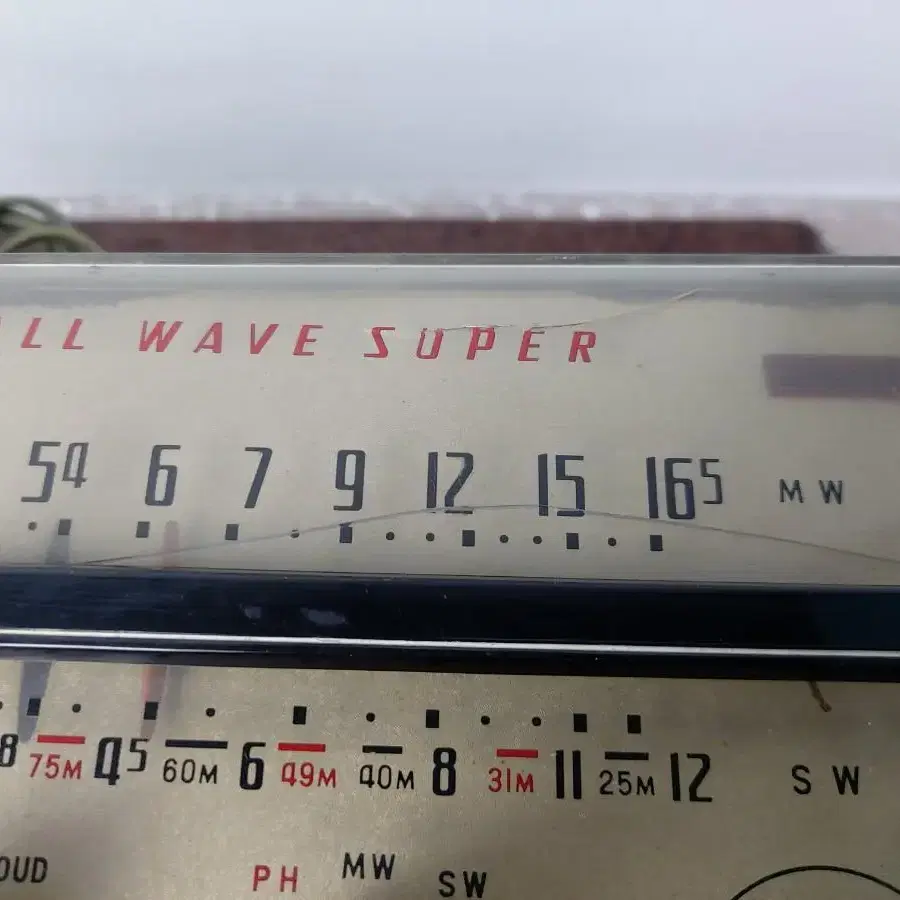 LL WAVE SUPER
54 6 7 9 12 15 165 MW
8 75M 45 60M 6 49M 40M 8 31M 11 25M 12 SW
OUD PH MW SW